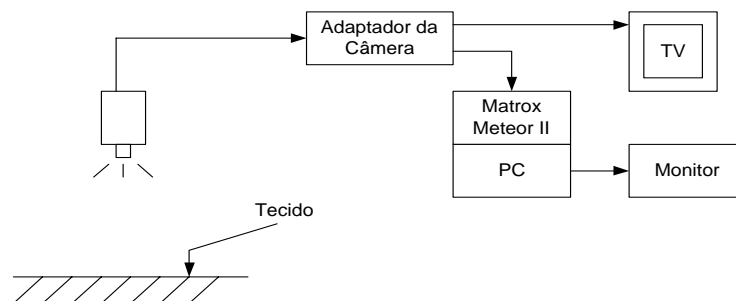 Adaptador da
Câmera
TV
Matrox
Meteor II
PC
Monitor
Tecido